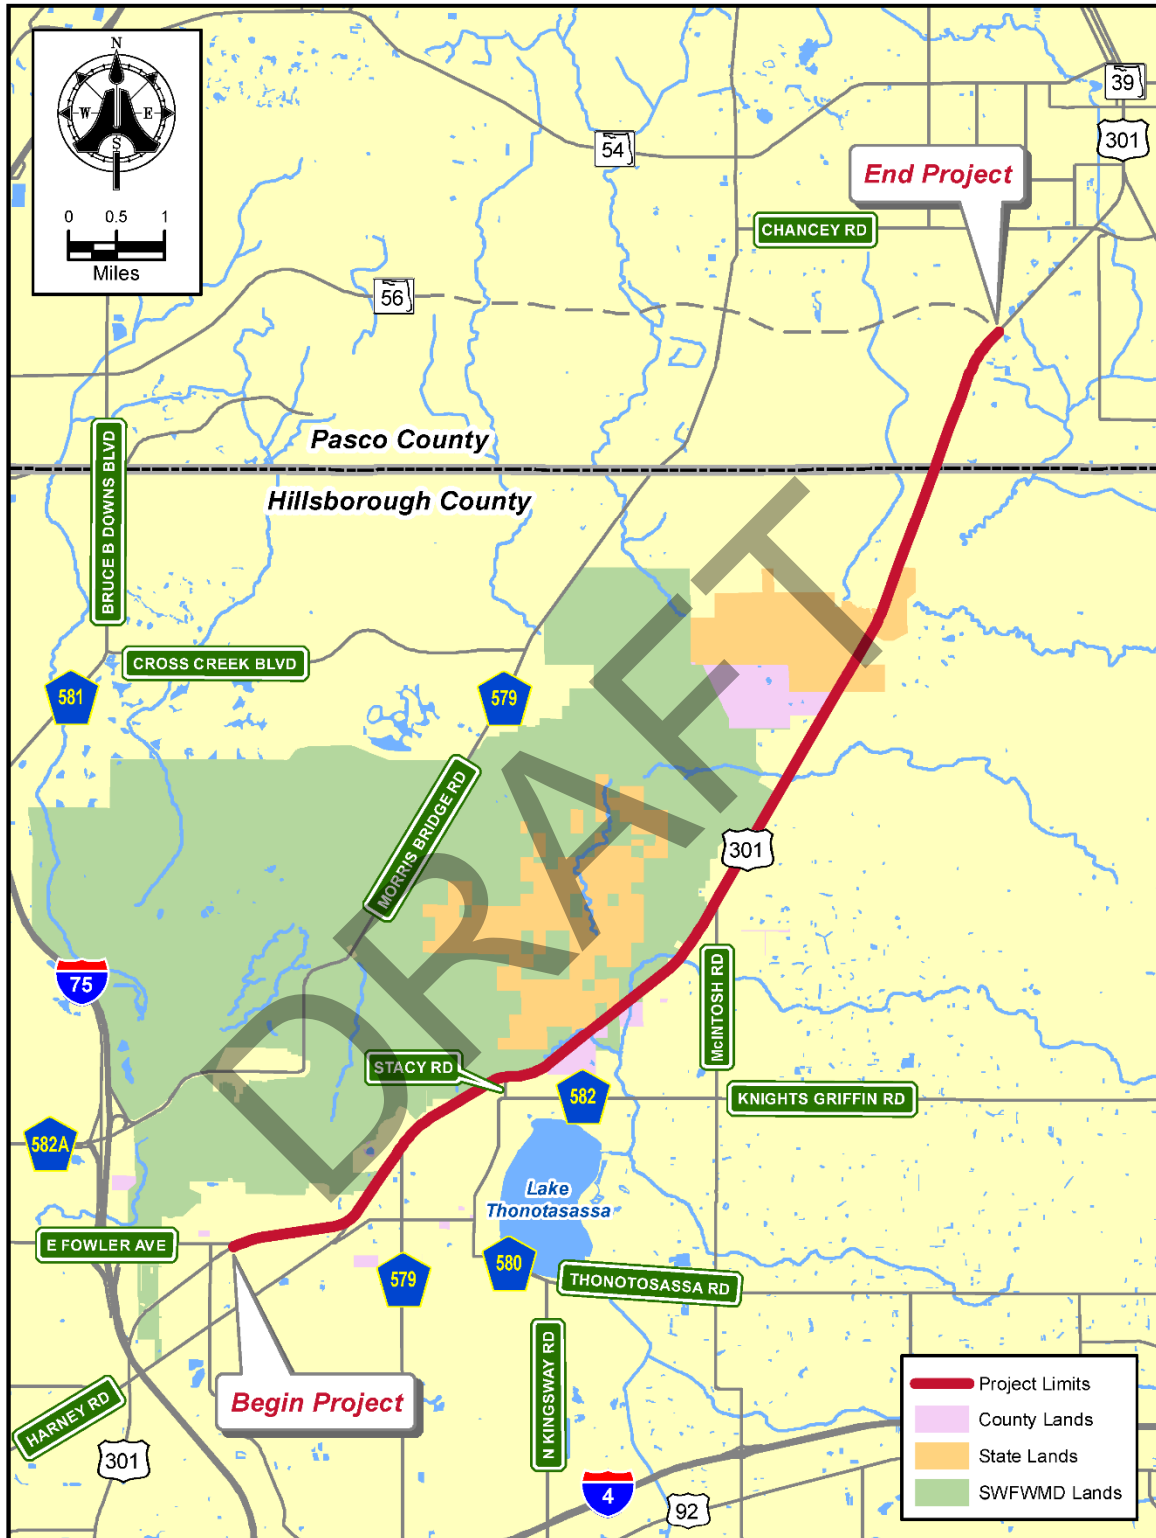 N
W
E
S
0 0.5 1
Miles
39
301
54
End Project
CHANCEY RD
56
Pasco County
Hillsborough County
BRUCE B DOWNS BLVD
CROSS CREEK BLVD
581
579
MORRIS BRIDGE RD
DRAFT
301
75
McINTOSH RD
STACY RD
582
KNIGHTS GRIFFIN RD
582A
Lake
Thonotasassa
E FOWLER AVE
579
580
THONOTOSASSA RD
N KINGSWAY RD
Begin Project
HARNEY RD
301
4
92
Project Limits
County Lands
State Lands
SWFWMD Lands